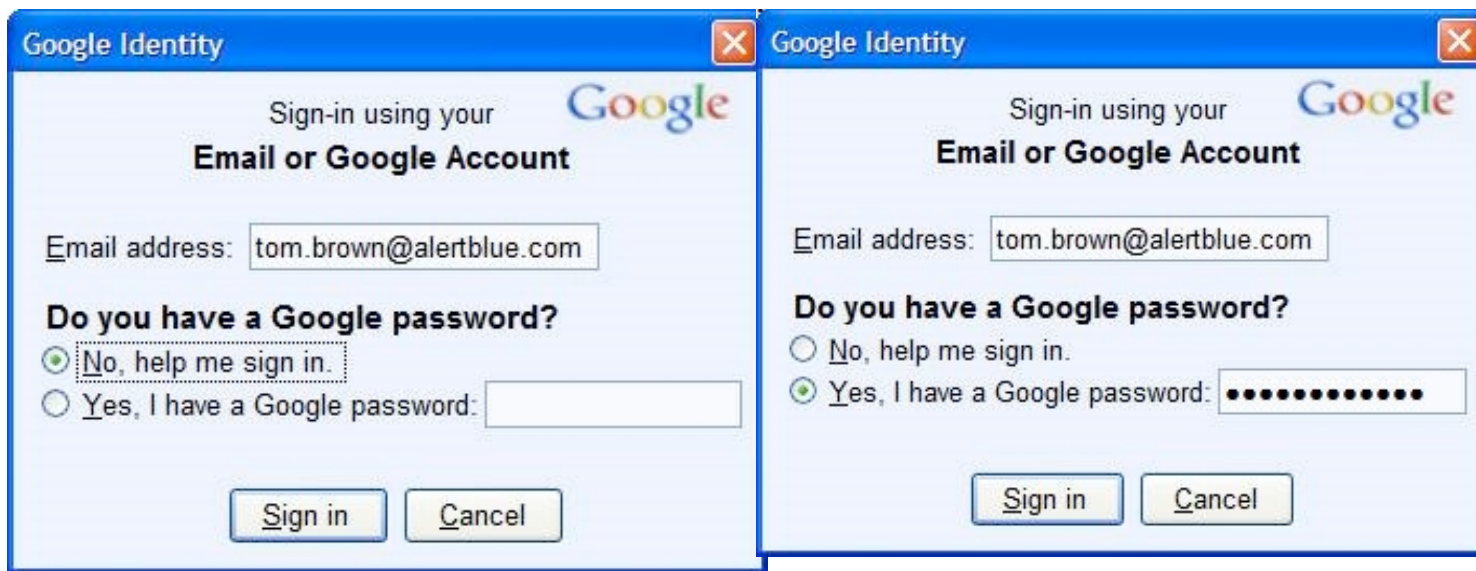 Google Identity
Sign-in using your
Google
Email or Google Account
Email address: tom.brown@alertblue.com
Do you have a Google password?
No, help me sign in.
Yes, I have a Google password:
Sign in Cancel
Google Identity
Sign-in using your
Google
Email or Google Account
Email address: tom.brown@alertblue.com
Do you have a Google password?
No, help me sign in.
Yes, I have a Google password: ••••••••••••
Sign in Cancel